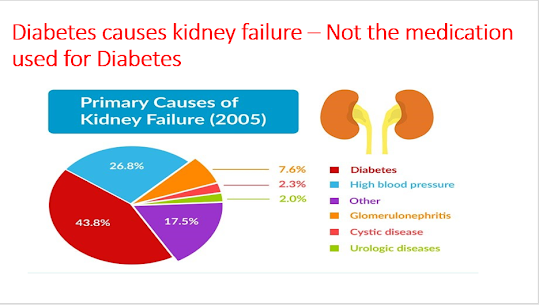 Diabetes causes kidney failure – Not the medication
used for Diabetes
Primary Causes of
Kidney Failure (2005)
26.8%
7.6%
2.3%
2.0%
43.8%
17.5%
Diabetes
High blood pressure
Other
Glomerulonephritis
Cystic disease
Urologic diseases